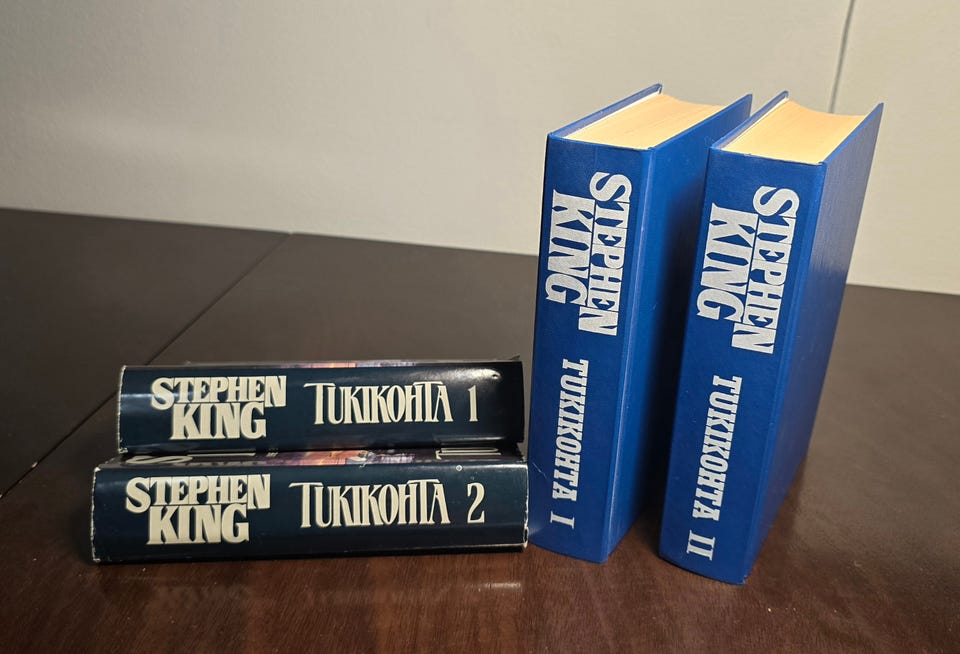 STEPHEN
KING
TUKIKOHTA 1
STEPHEN
KING
TUKIKOHTA 2
STEPHEN
KING
TUKIKOHTA I
STEPHEN
KING
TUKIKOHTA II